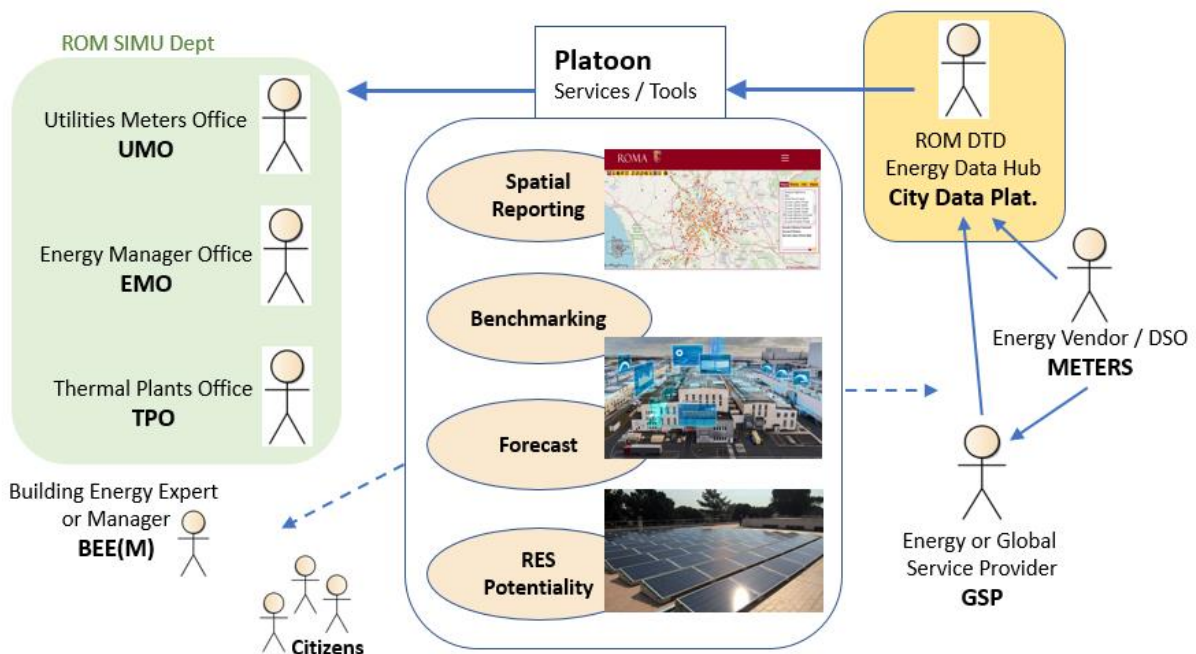 ROM SIMU Dept
Utilities Meters Office
UMO
Energy Manager Office
EMO
Thermal Plants Office
TPO
Building Energy Expert
or Manager
BEE(M)
Citizens
Platoon
Services / Tools
Spatial
Reporting
ROMA
Benchmarking
Forecast
RES
Potentiality
ROM DTD
Energy Data Hub
City Data Plat.
Energy Vendor / DSO
METERS
Energy or Global
Service Provider
GSP